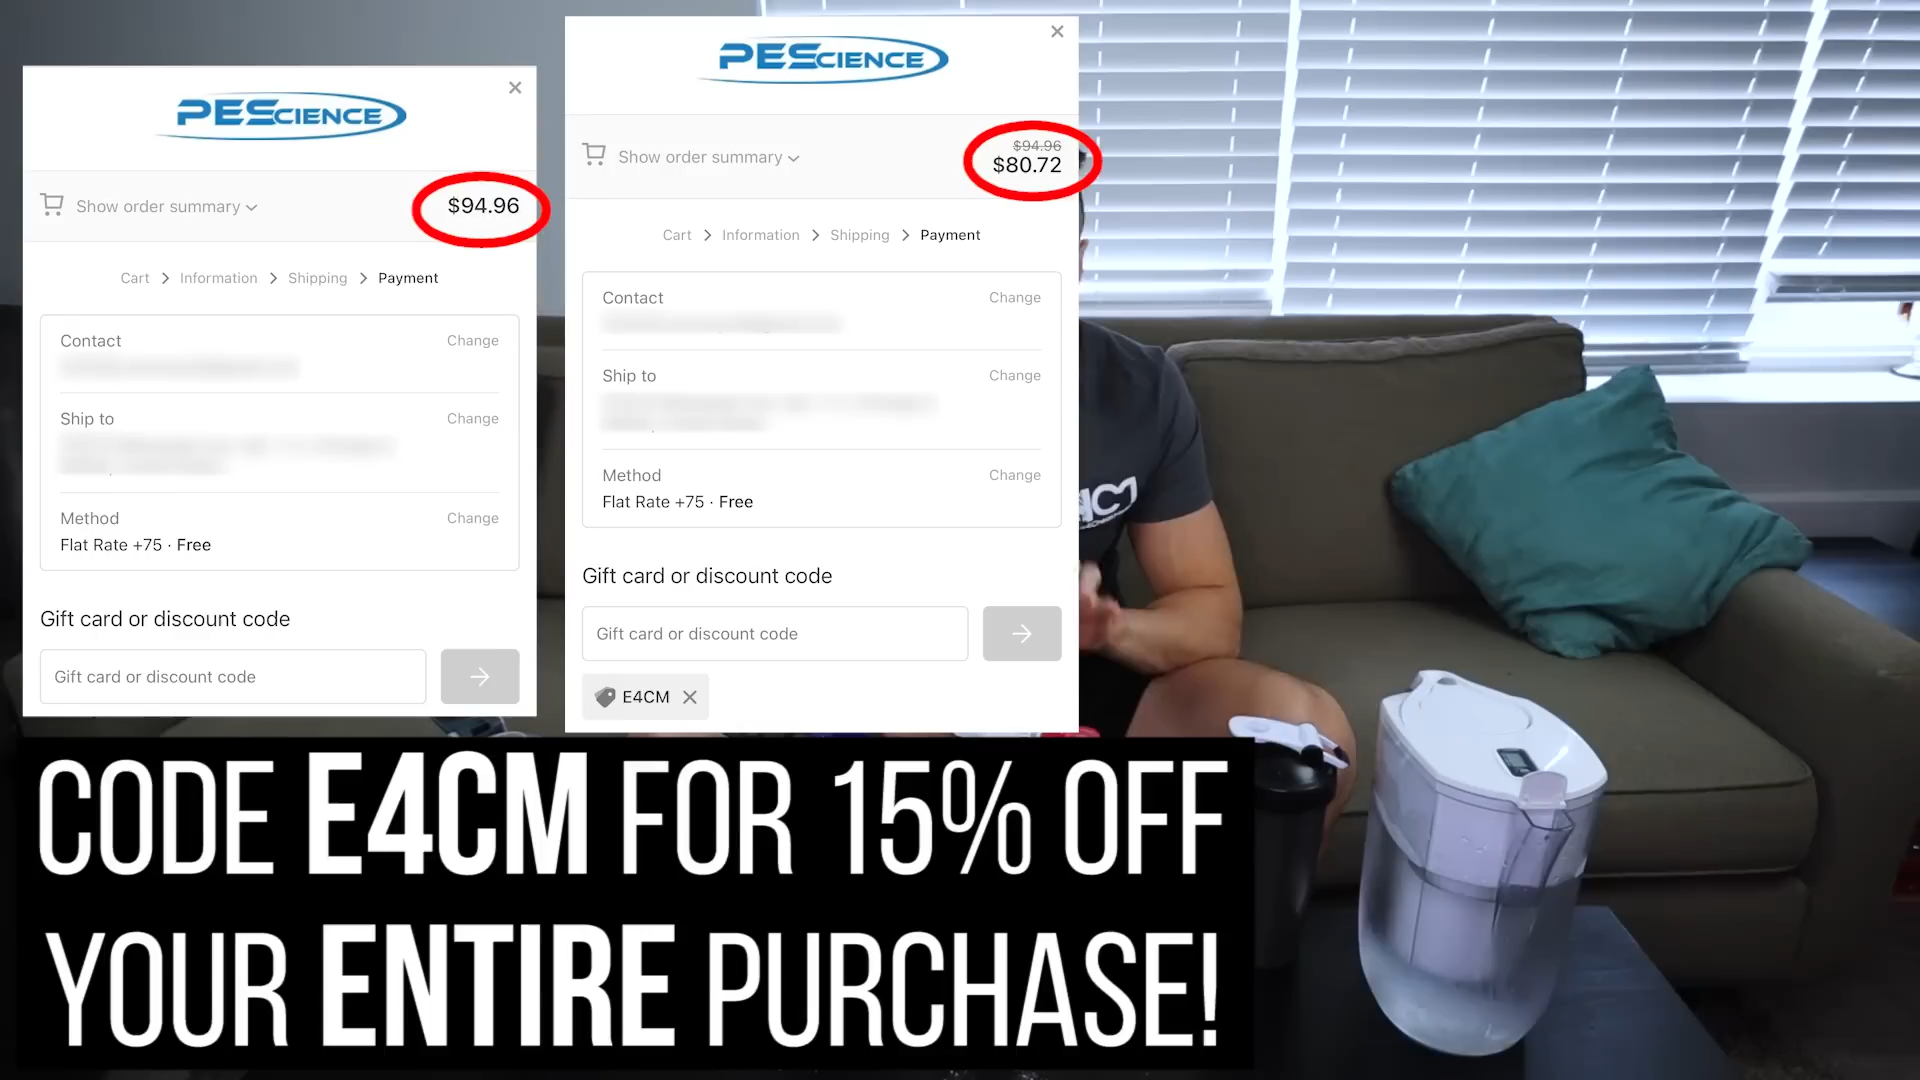 PESCIENCE
Show order summary
$94.96
Cart > Information > Shipping > Payment
Contact
Change
Ship to
Change
Method
Change
Flat Rate +75 · Free
Gift card or discount code
Gift card or discount code
PESCIENCE
Show order summary
$94.96
$80.72
Cart > Information > Shipping > Payment
Contact
Change
Ship to
Change
Method
Change
Flat Rate +75 · Free
Gift card or discount code
Gift card or discount code
E4CM
CODE E4CM FOR 15% OFF
YOUR ENTIRE PURCHASE!